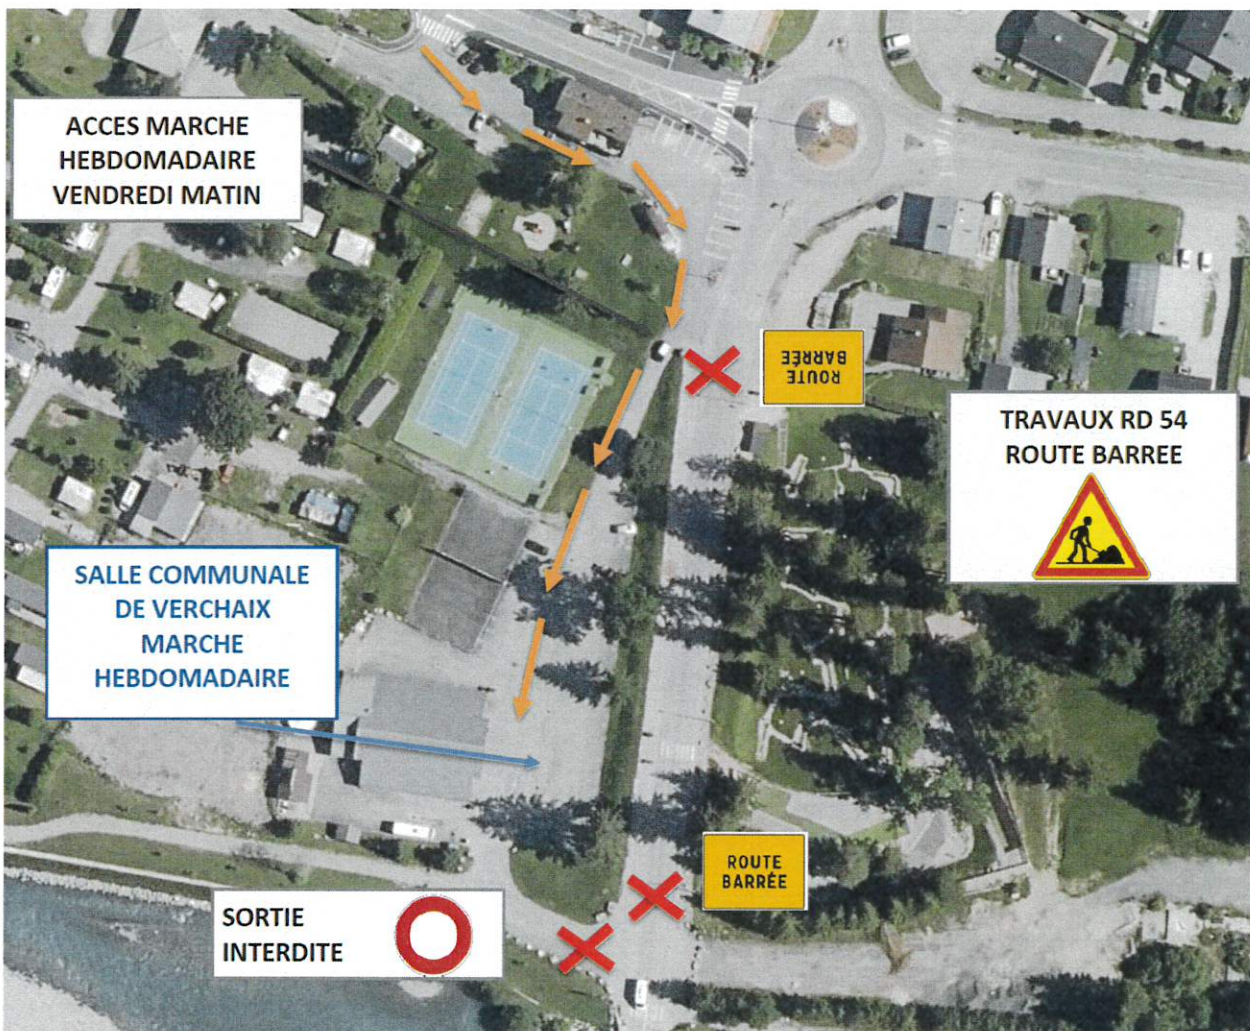 ACCES MARCHE
HEBDOMADAIRE
VENDREDI MATIN
ROUTE
BARRÉE
TRAVAUX RD 54
ROUTE BARREE
SALLE COMMUNALE
DE VERCHAIX
MARCHE
HEBDOMADAIRE
ROUTE
BARRÉE
SORTIE
INTERDITE